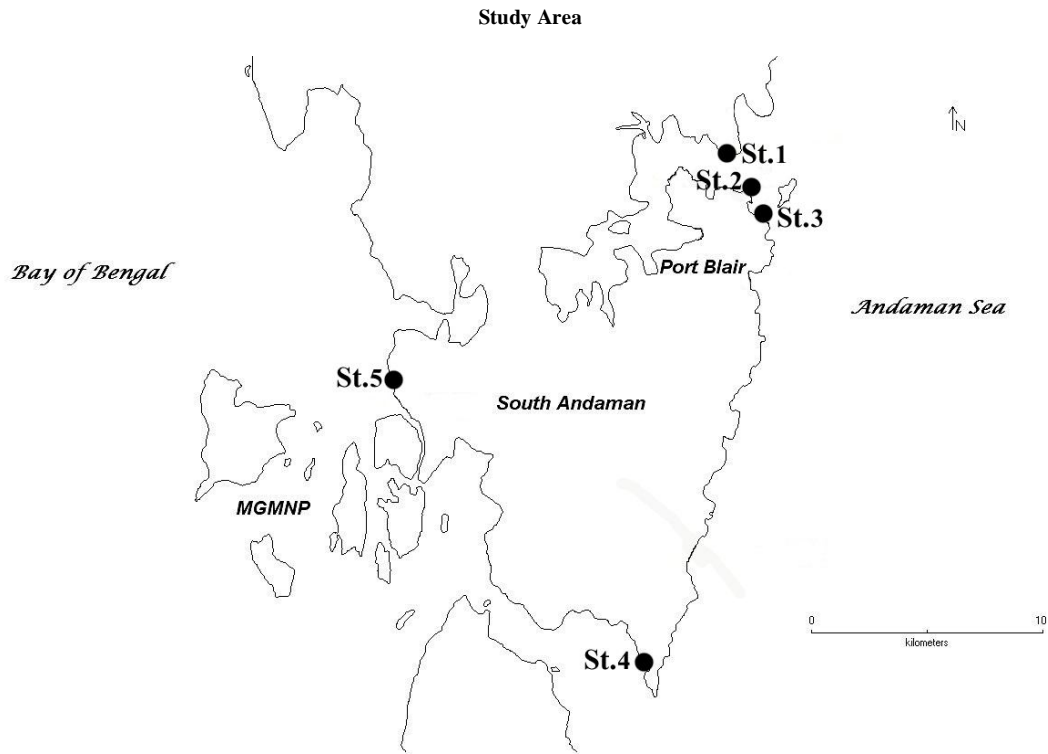 Study Area
N
St.1
St.2
St.3
Port Blair
Bay of Bengal
Andaman Sea
St.5
South Andaman
MGMNP
0 10
kilometers
St.4